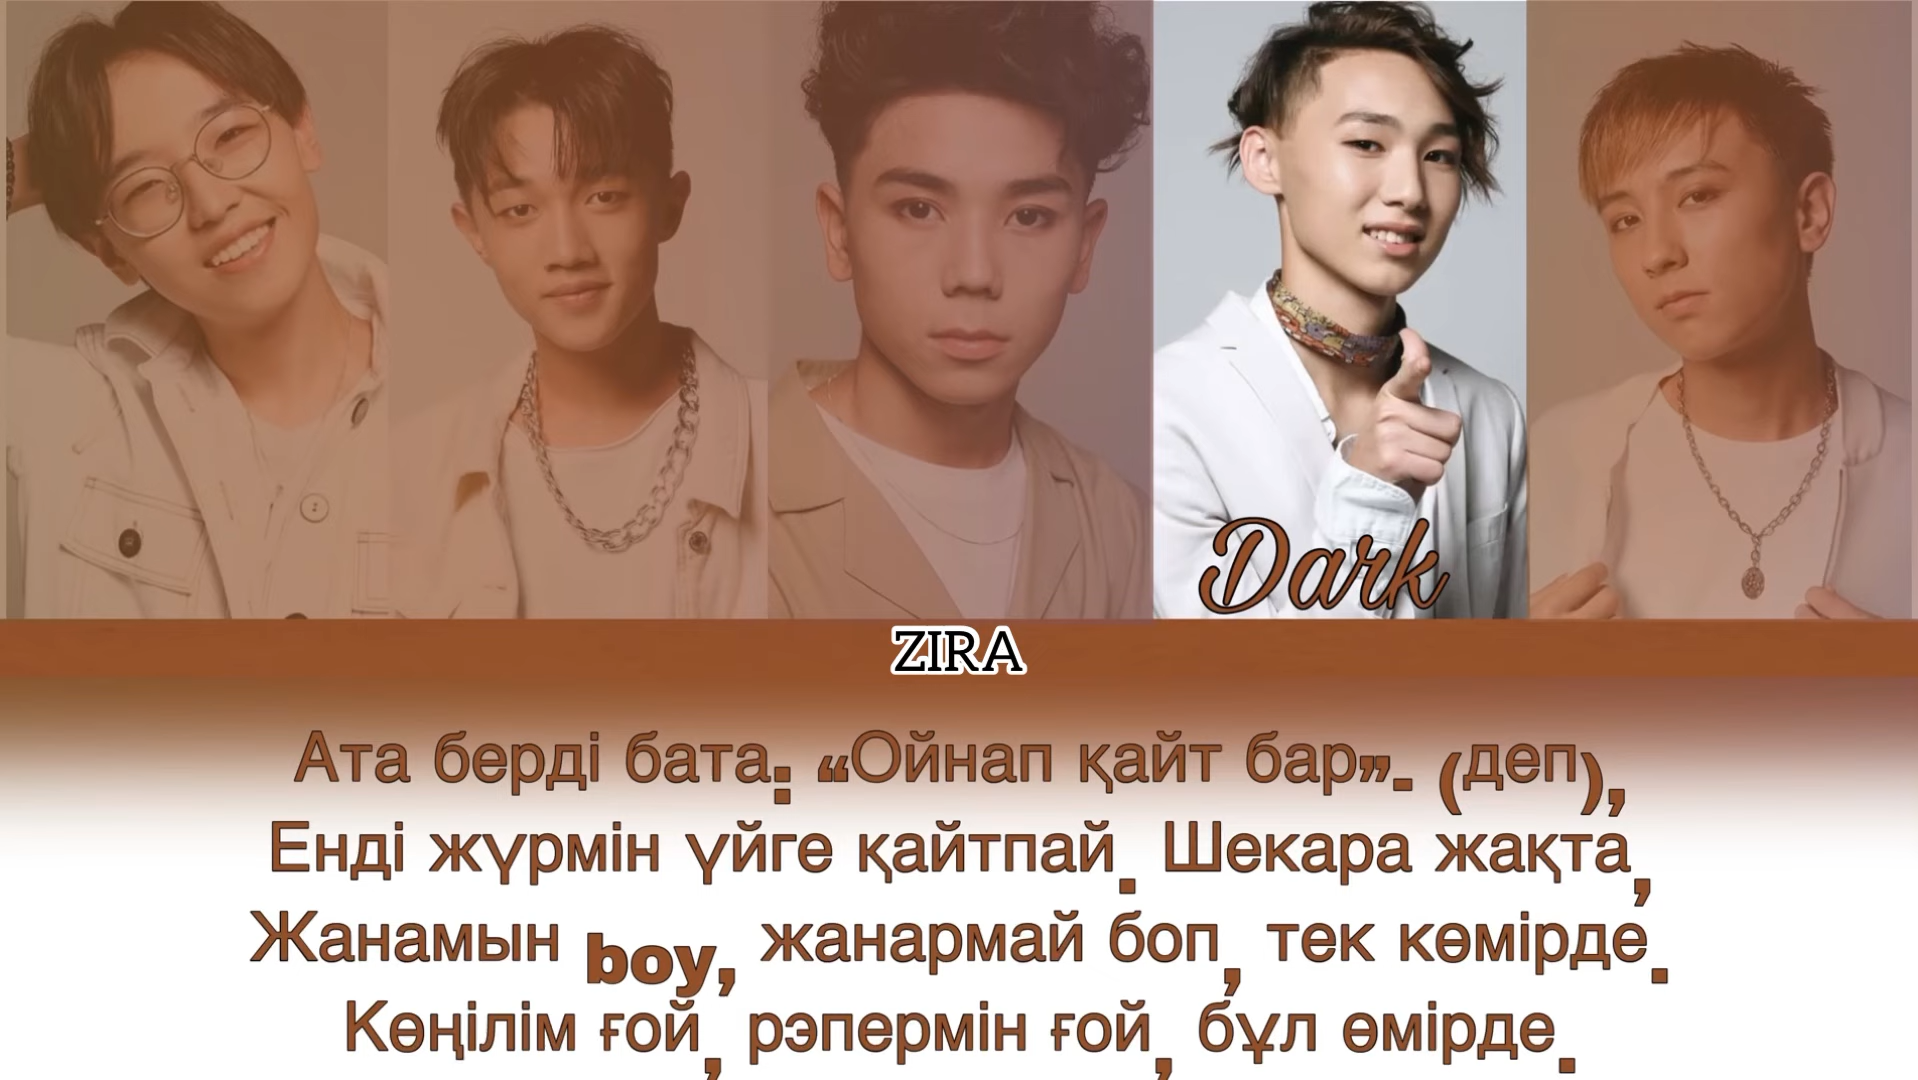 Dark
ZIRA
Ата берді бата: “Ойнап қайт бар”. (деп),
Енді жүрмін үйге қайтпай. Шекара жақта,
Жанамын boy, жанармай боп, тек көмірде.
Көңілім ғой, рэпермін ғой, бұл өмірде.